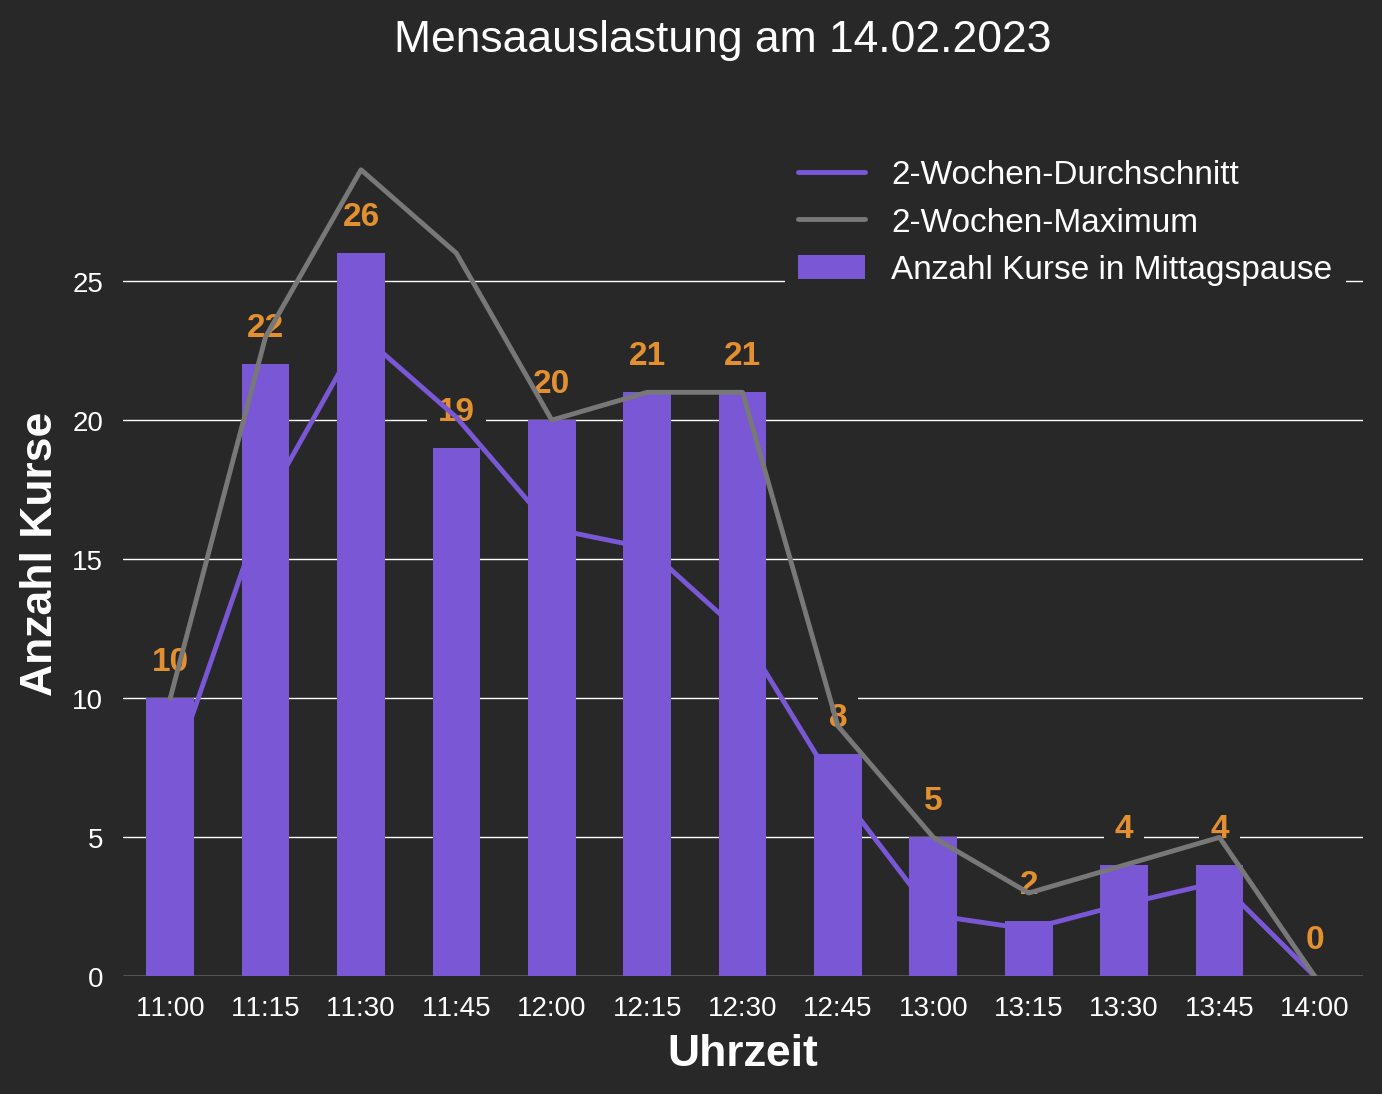 Mensaauslastung am 14.02.2023
2-Wochen-Durchschnitt
2-Wochen-Maximum
Anzahl Kurse in Mittagspause
Anzahl Kurse
25
20
15
10
5
0
10
22
26
19
20
21
21
8
5
2
4
4
0
11:00 11:15 11:30 11:45 12:00 12:15 12:30 12:45 13:00 13:15 13:30 13:45 14:00
Uhrzeit